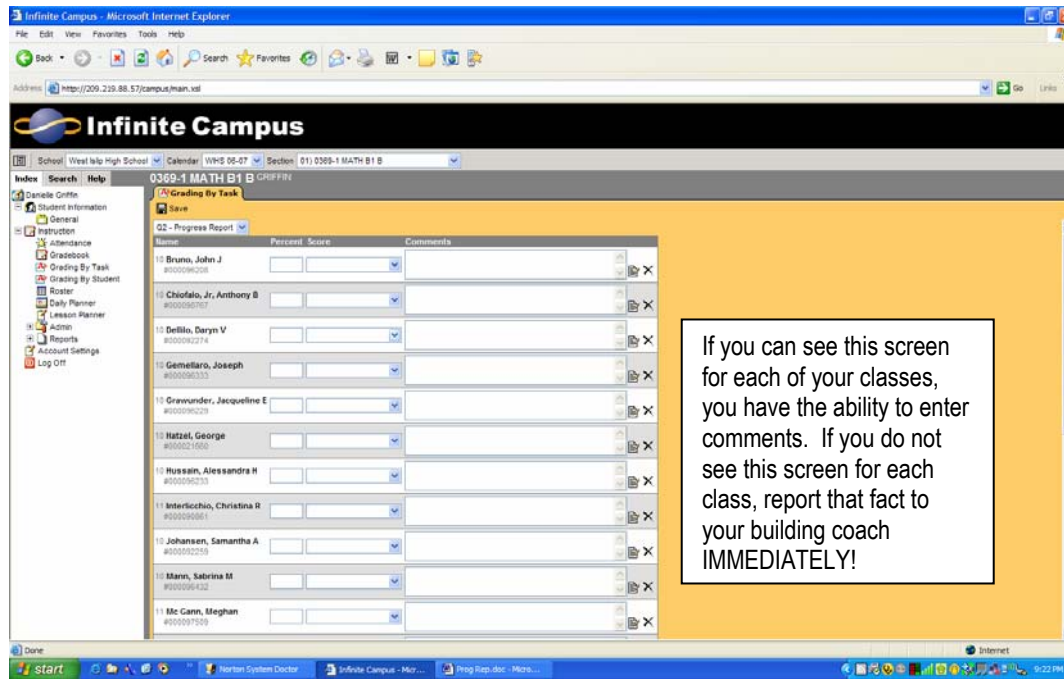 Infinite Campus - Microsoft Internet Explorer
File Edit View Favorites Tools Help
Back Search Favorites
Address http://209.219.88.57/campus/main.xsl Go Links
Infinite Campus
School West Islip High School Calendar WHS 06-07 Section 01) 0369-1 MATH B1 B
Index Search Help
0369-1 MATH B1 B GRIFFIN
Danielle Griffin
Student Information
General
Instruction
Attendance
Gradebook
Grading By Task
Grading By Student
Roster
Daily Planner
Lesson Planner
Admin
Reports
Account Settings
Log Off
Grading By Task
Save
Q2 - Progress Report
Name Percent Score Comments
10 Bruno, John J
#000096208
10 Chiofalo, Jr, Anthony B
#000096767
10 Dellilo, Daryn V
#000092274
10 Gemellaro, Joseph
#000096333
10 Grawunder, Jacqueline E
#000096229
10 Hatzel, George
10 Hussain, Alessandra H
#000096233
11 Interlicchio, Christina R
10 Johansen, Samantha A
#000092259
10 Mann, Sabrina M
#000096432
11 Mc Gann, Meghan
#000097509
If you can see this screen
for each of your classes,
you have the ability to enter
comments. If you do not
see this screen for each
class, report that fact to
your building coach
IMMEDIATELY!
Done Internet
start Norton System Doctor Infinite Campus - Micr... Prog Rep.doc - Micro... 9:22 PM